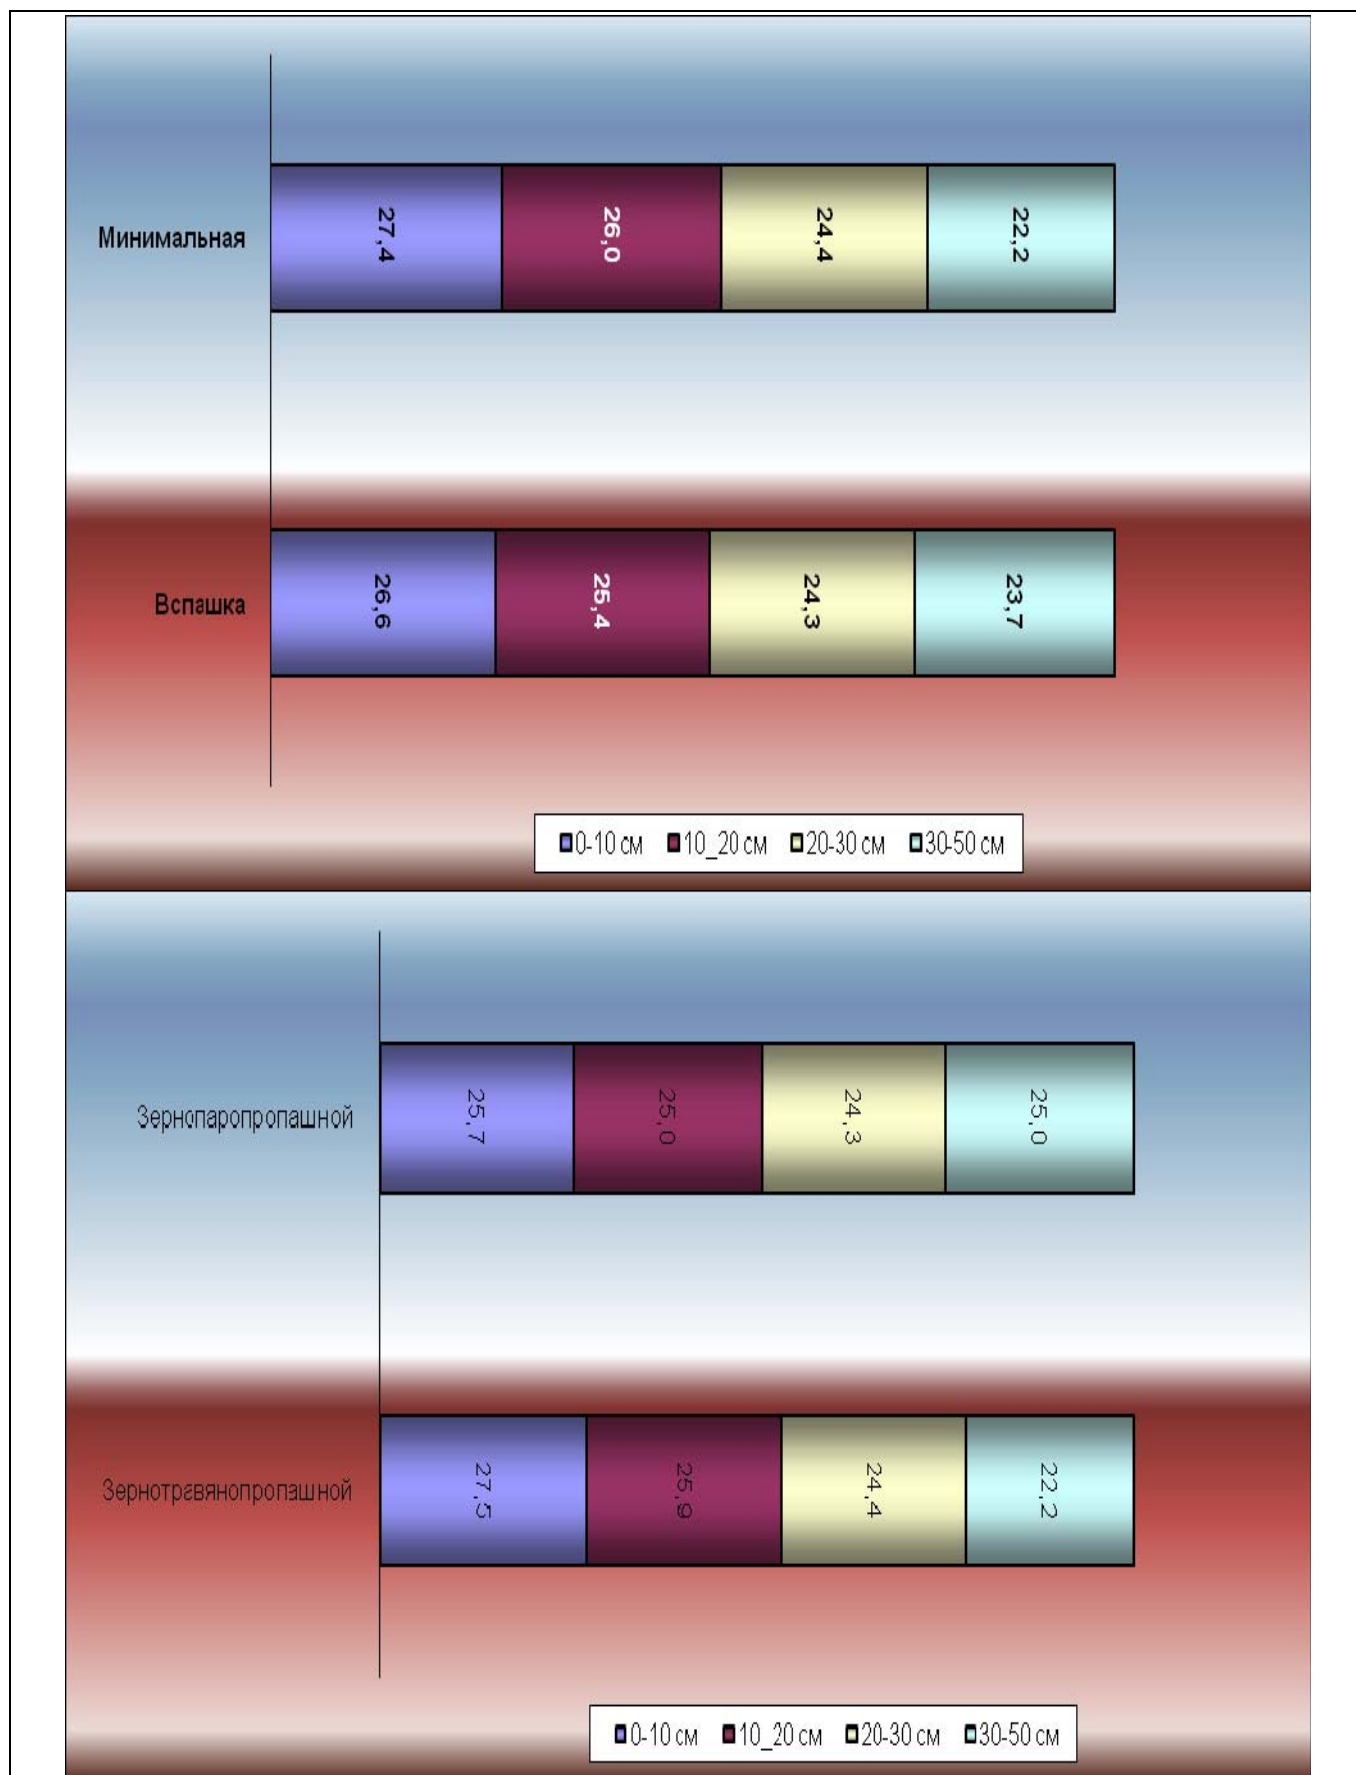 Минимальная
27,4
26,0
24,4
22,2
Вспашка
26,6
25,4
24,3
23,7
0-10 см 10_20 см 20-30 см 30-50 см
Зернопаропропашной
25,7
25,0
24,3
25,0
Зернотравянопропашной
27,5
25,9
24,4
22,2
0-10 см 10_20 см 20-30 см 30-50 см